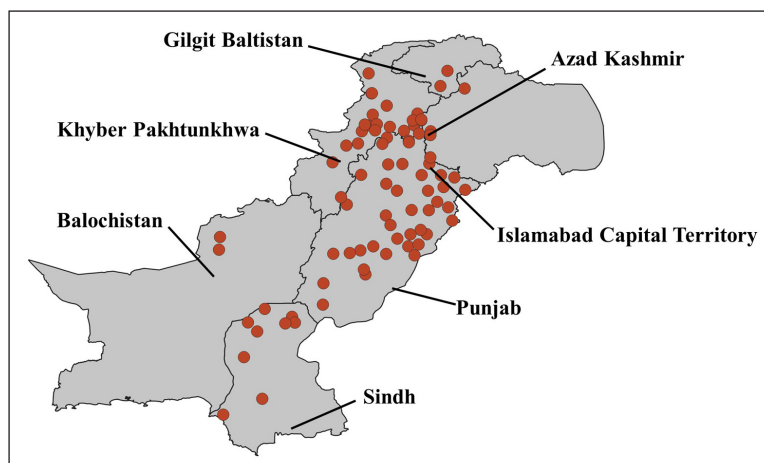 Gilgit Baltistan
Azad Kashmir
Khyber Pakhtunkhwa
Balochistan
Islamabad Capital Territory
Punjab
Sindh